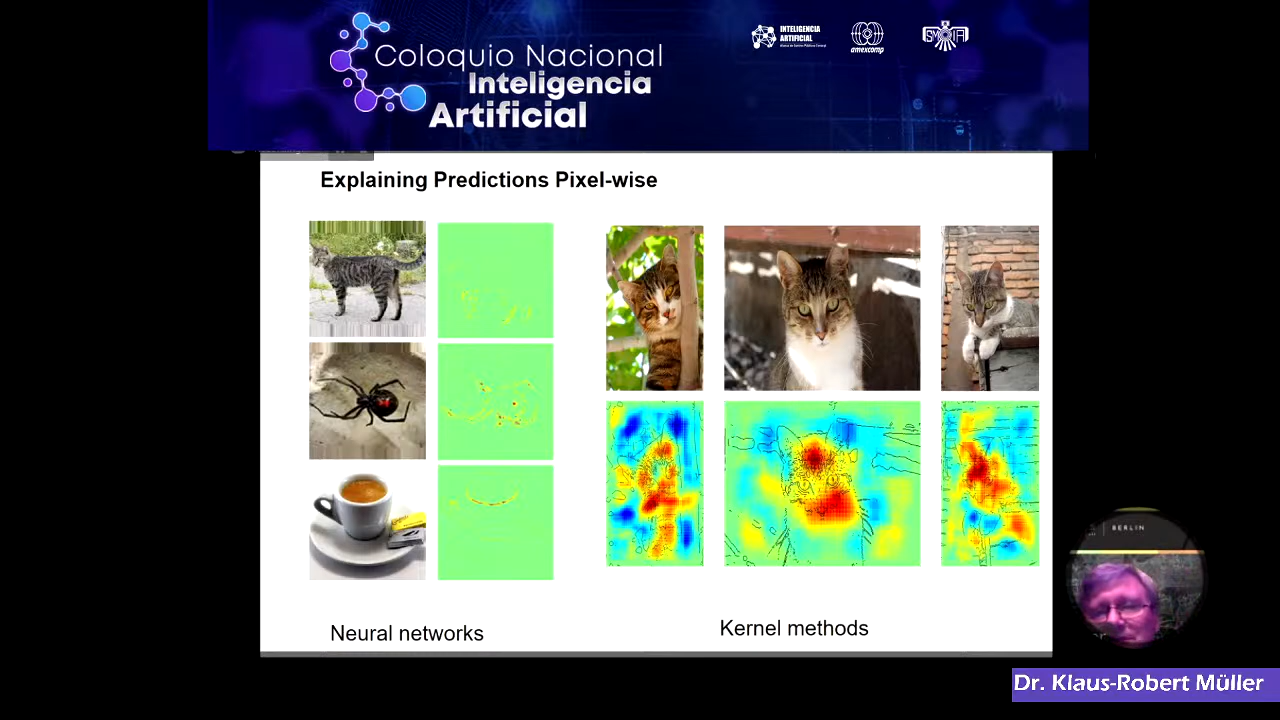 Coloquio Nacional
Inteligencia
Artificial
INTELIGENCIA
ARTIFICIAL
amexcomp
SMIA
Explaining Predictions Pixel-wise
Neural networks
Kernel methods
BERLIN
Dr. Klaus-Robert Müller